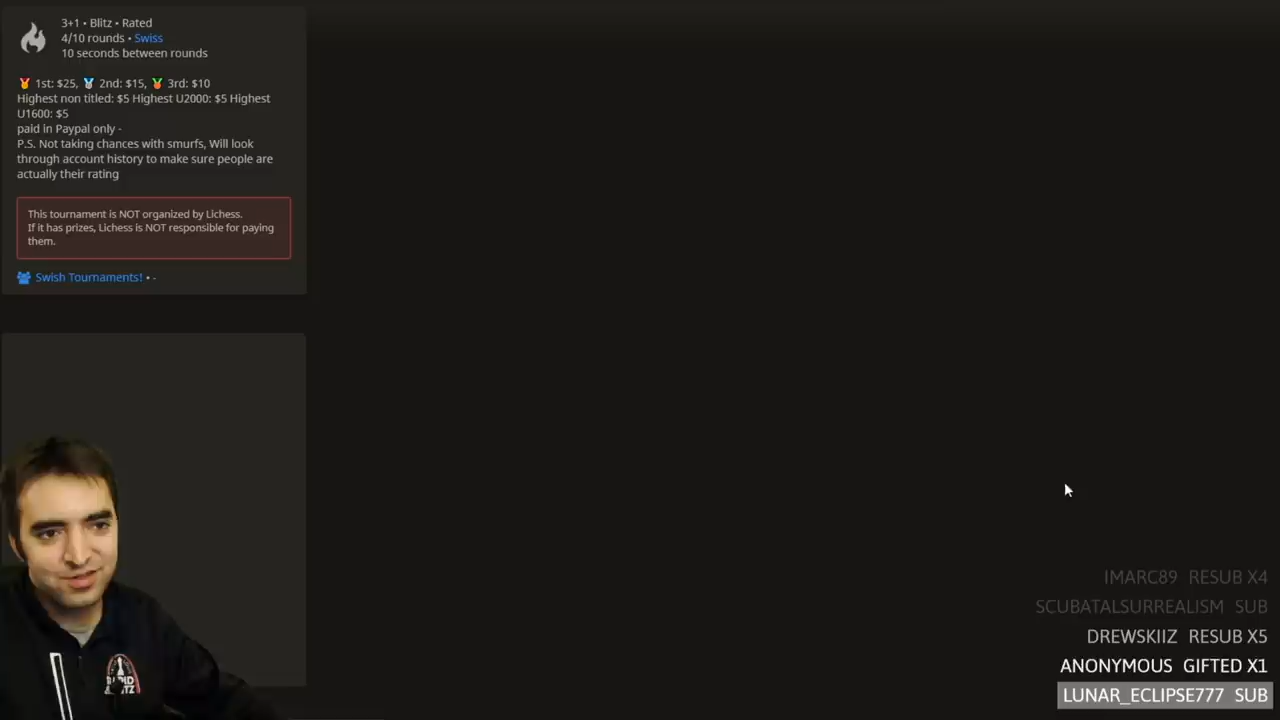 3+1 • Blitz • Rated
4/10 rounds • Swiss
10 seconds between rounds
1st: $25, 2nd: $15, 3rd: $10
Highest non titled: $5 Highest U2000: $5 Highest
U1600: $5
paid in Paypal only -
P.S. Not taking chances with smurfs, Will look
through account history to make sure people are
actually their rating
This tournament is NOT organized by Lichess.
If it has prizes, Lichess is NOT responsible for paying
them.
Swish Tournaments! • -
IMARC89 RESUB X4
SCUBATALSURREALISM SUB
DREWSKIIZ RESUB X5
ANONYMOUS GIFTED X1
LUNAR_ECLIPSE777 SUB